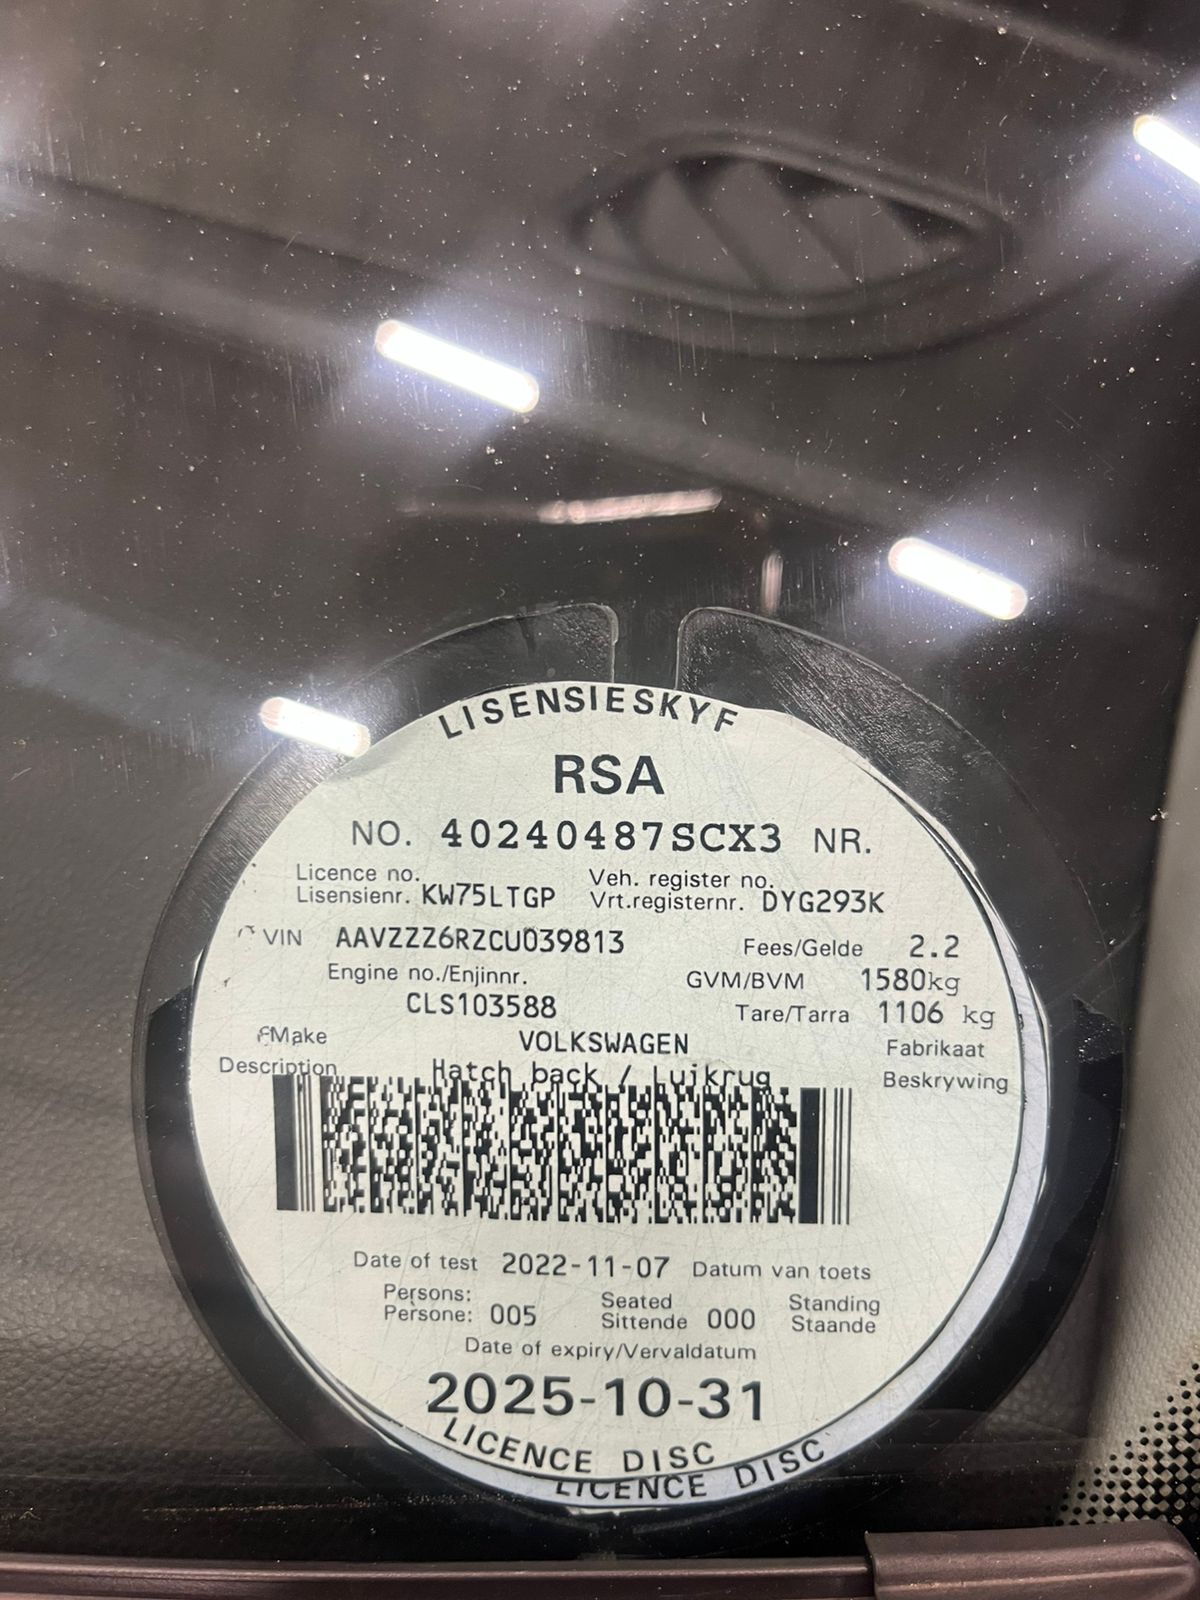 LISENSIESKYF
RSA
NO. 40240487SCX3 NR.
Licence no. Veh. register no.
Lisensienr. KW75LTGP Vrt.registernr. DYG293K
VIN AAVZZZ6RZCU039813 Fees/Gelde 2.2
Engine no./Enjinnr. GVM/BVM 1580kg
CLS103588 Tare/Tarra 1106 kg
Make VOLKSWAGEN Fabrikaat
Description Hatch back / Luikrug Beskrywing
Date of test 2022-11-07 Datum van toets
Persons: Seated Standing
Persone: 005 Sittende 000 Staande
Date of expiry/Vervaldatum
2025-10-31
LICENCE DISC
LICENCE DISC